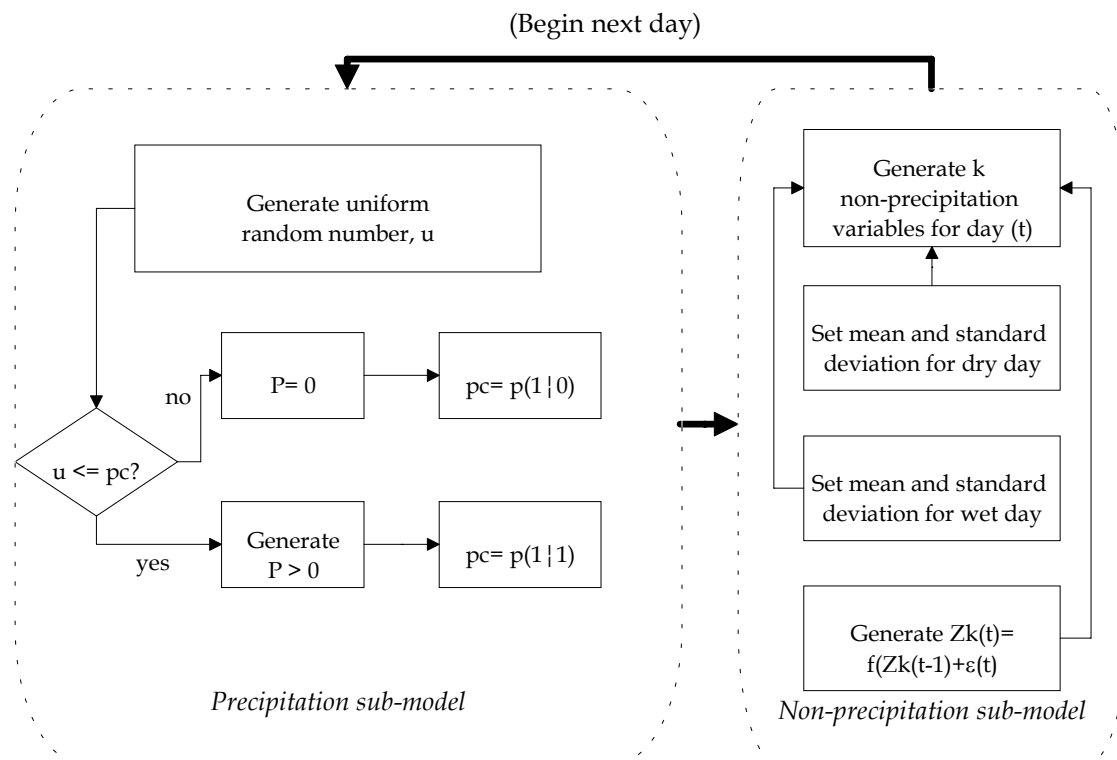 (Begin next day)
Generate uniform
random number, u
no
P= 0
pc= p(1¦0)
u <= pc?
yes
Generate
P > 0
pc= p(1¦1)
Precipitation sub-model
Generate k
non-precipitation
variables for day (t)
Set mean and standard
deviation for dry day
Set mean and standard
deviation for wet day
Generate Zk(t)=
f(Zk(t-1)+ε(t)
Non-precipitation sub-model